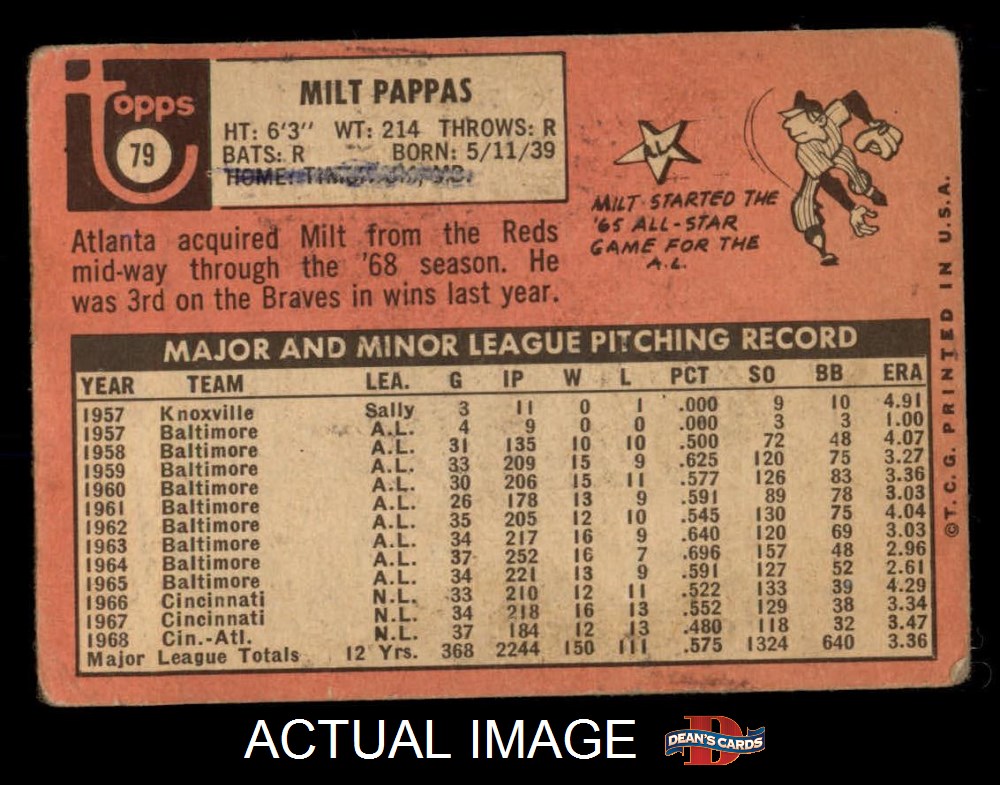 Topps
79
MILT PAPPAS
HT: 6'3" WT: 214 THROWS: R
BATS: R BORN: 5/11/39
HOME:
MILT STARTED THE
'65 ALL-STAR
GAME FOR THE
A.L.
Atlanta acquired Milt from the Reds
mid-way through the '68 season. He
was 3rd on the Braves in wins last year.
MAJOR AND MINOR LEAGUE PITCHING RECORD
YEAR TEAM LEA. G IP W L PCT SO BB ERA
1957 Knoxville Sally 3 11 0 1 .000 9 10 4.91
1957 Baltimore A.L. 4 9 0 0 .000 3 3 1.00
1958 Baltimore A.L. 31 135 10 10 .500 72 48 4.07
1959 Baltimore A.L. 33 209 15 9 .625 120 75 3.27
1960 Baltimore A.L. 30 206 15 11 .577 126 83 3.36
1961 Baltimore A.L. 26 178 13 9 .591 89 78 3.03
1962 Baltimore A.L. 35 205 12 10 .545 130 75 4.04
1963 Baltimore A.L. 34 217 16 9 .640 120 69 3.03
1964 Baltimore A.L. 37 252 16 7 .696 157 48 2.96
1965 Baltimore A.L. 34 221 13 9 .591 127 52 2.61
1966 Cincinnati N.L. 33 210 12 11 .522 133 39 4.29
1967 Cincinnati N.L. 34 218 16 13 .552 129 38 3.34
1968 Cin.-Atl. N.L. 37 184 12 13 .480 118 32 3.47
Major League Totals 12 Yrs. 368 2244 150 111 .575 1324 640 3.36
©T.C.G. PRINTED IN U.S.A.
ACTUAL IMAGE
DEAN'S CARDS